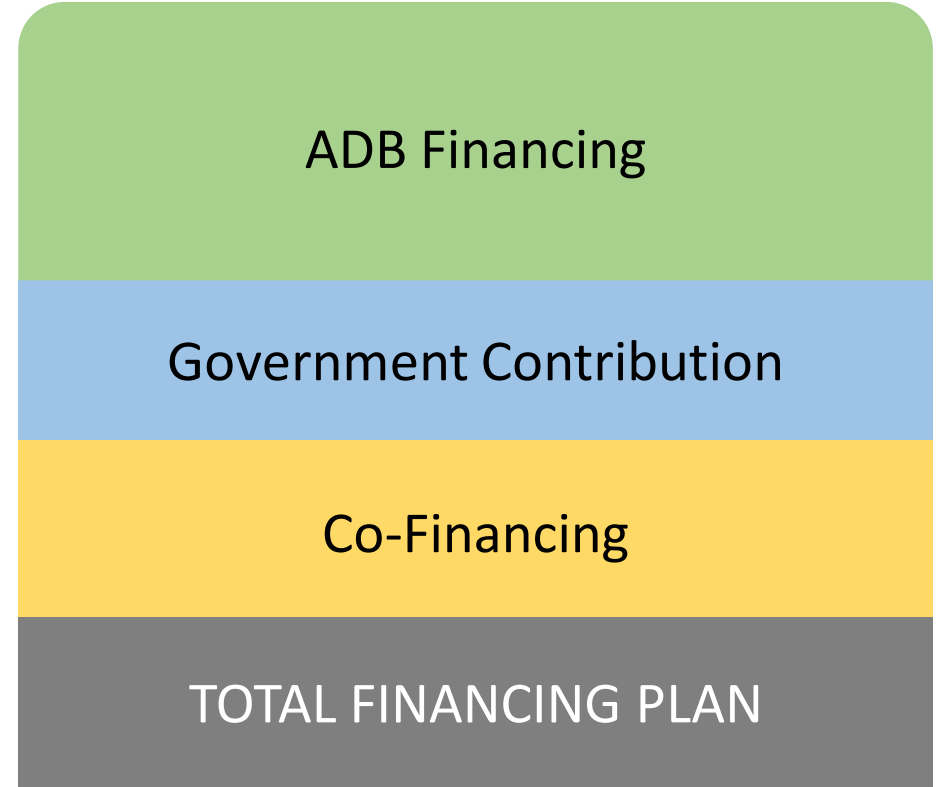 ADB Financing
Government Contribution
Co-Financing
TOTAL FINANCING PLAN